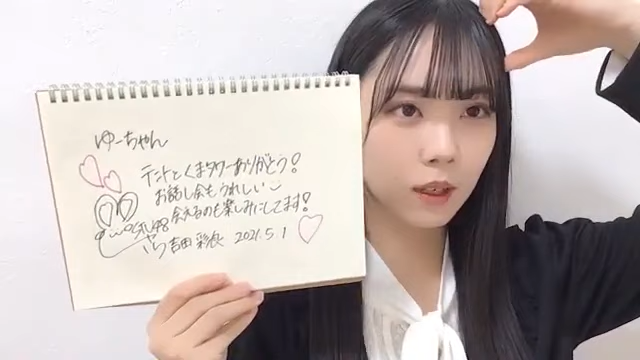 ゆーちゃん
テントとくまタワーありがとう！
お話し会もうれしい
会えるのも楽しみにしてます！
STU48
吉田 彩良 2021.5.1